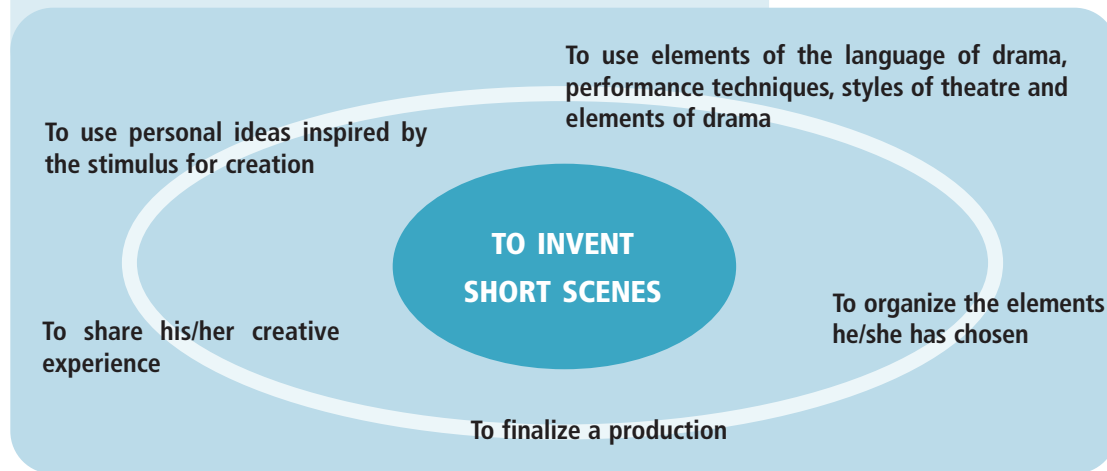 To use elements of the language of drama,
performance techniques, styles of theatre and
elements of drama
To use personal ideas inspired by
the stimulus for creation
TO INVENT
SHORT SCENES
To organize the elements
he/she has chosen
To share his/her creative
experience
To finalize a production